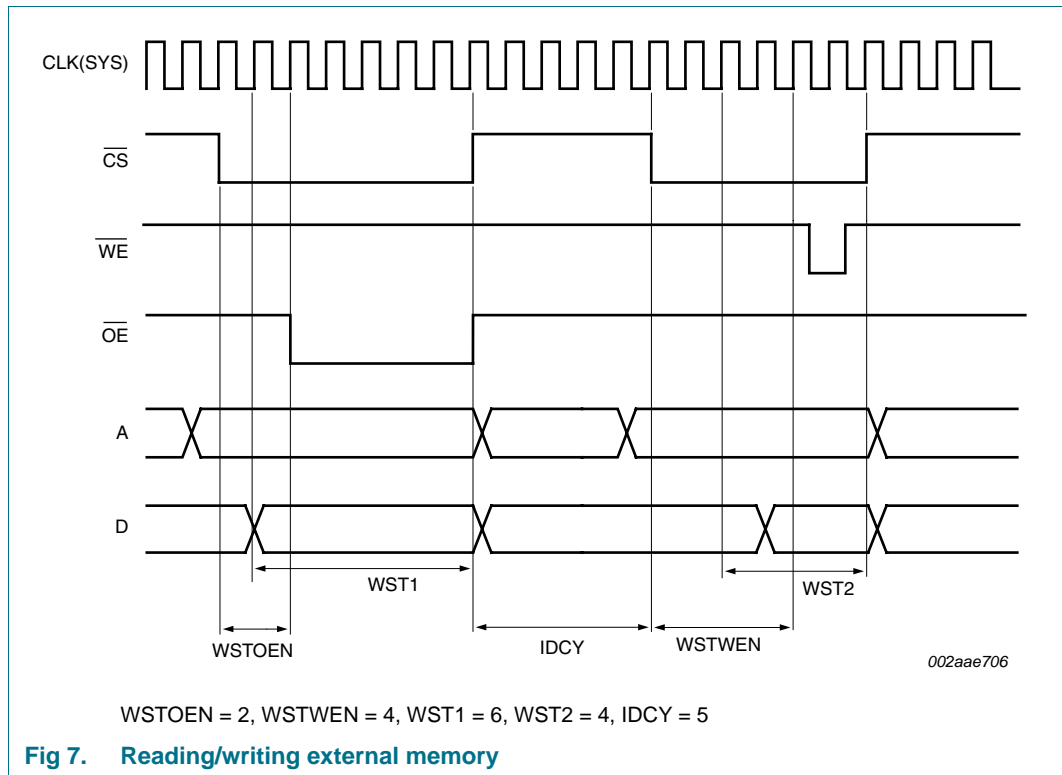 CLK(SYS)
CS
WE
OE
A
D
WST1
WST2
WSTOEN
IDCY
WSTWEN
002aae706
WSTOEN = 2, WSTWEN = 4, WST1 = 6, WST2 = 4, IDCY = 5
Fig 7. Reading/writing external memory